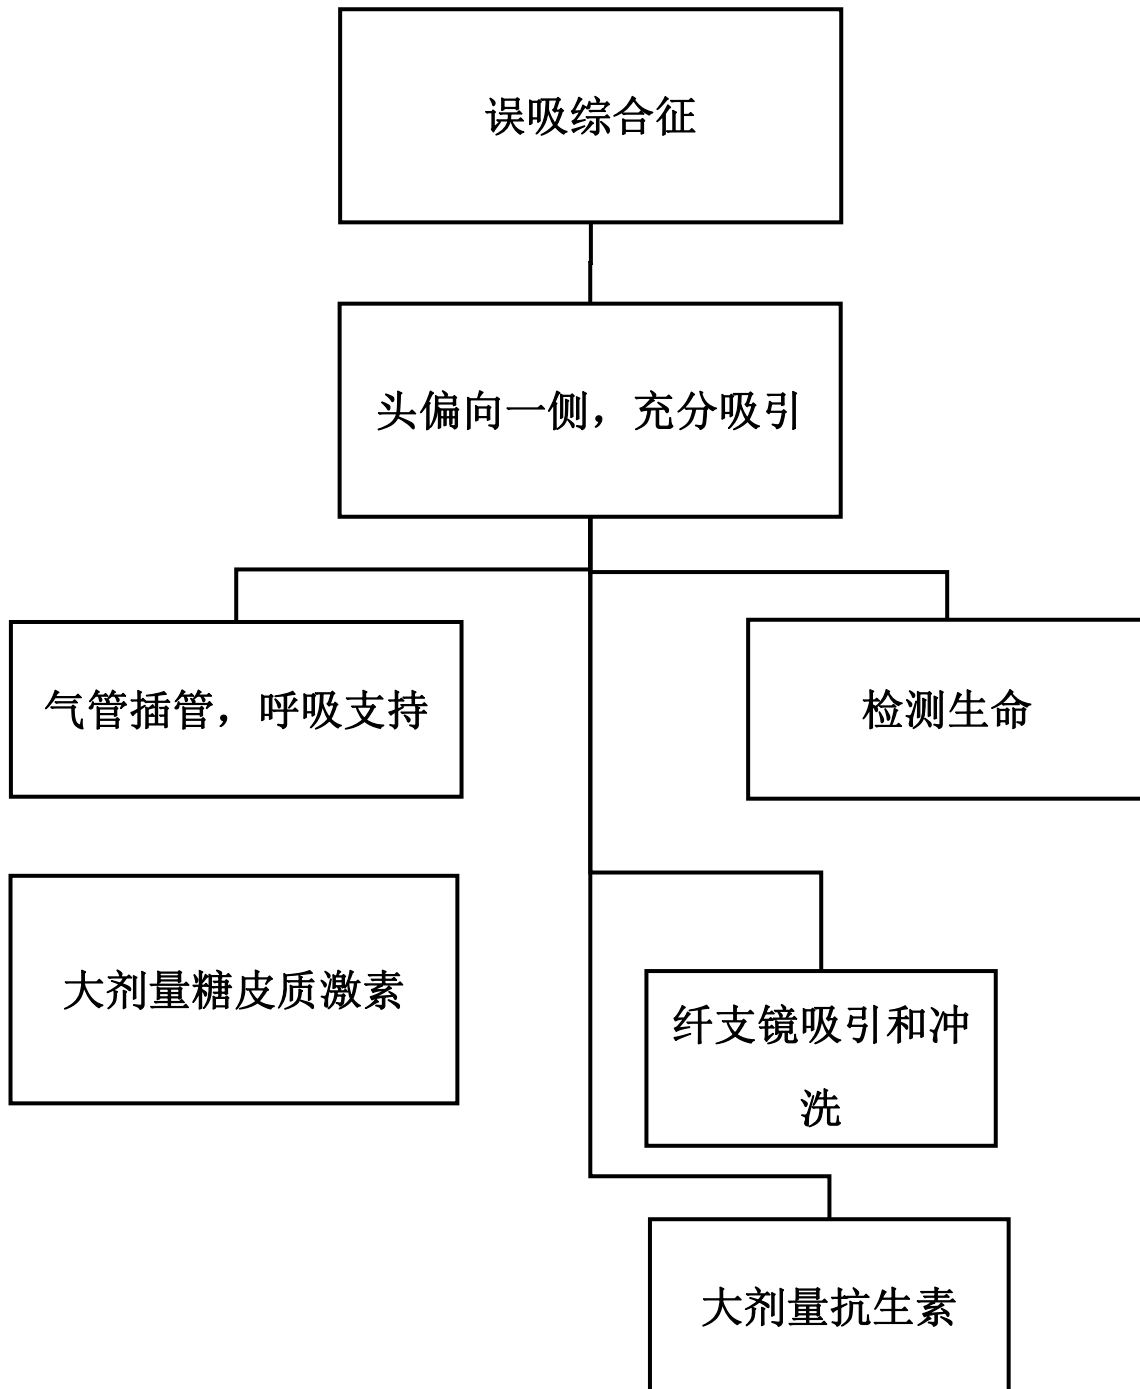 误吸综合征
头偏向一侧，充分吸引
气管插管，呼吸支持
检测生命
大剂量糖皮质激素
纤支镜吸引和冲
洗
大剂量抗生素